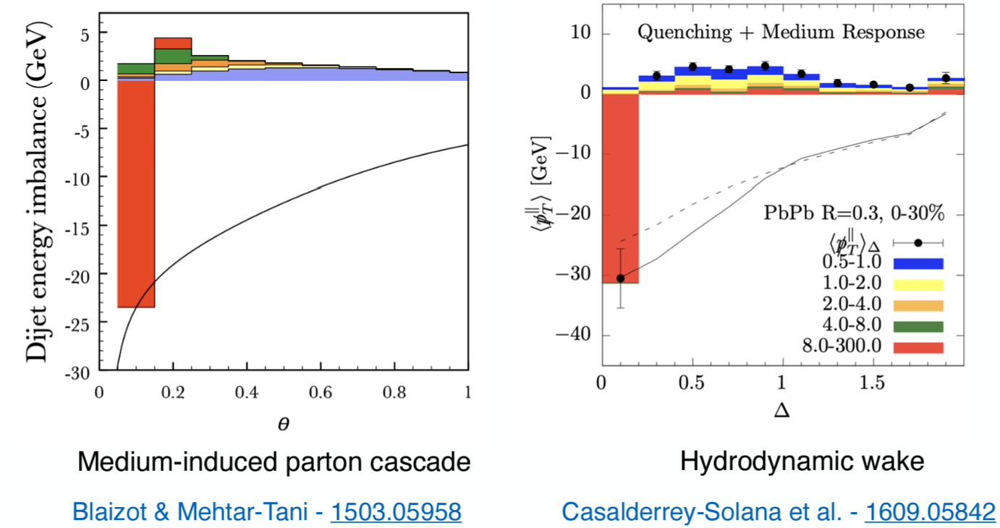 Dijet energy imbalance (GeV)
5
0
-5
-10
-15
-20
-25
-30
0
0.2
0.4
0.6
0.8
1
θ
Medium-induced parton cascade
Blaizot & Mehtar-Tani - 1503.05958
Quenching + Medium Response
⟨p̸_T^∥⟩ [GeV]
10
0
−10
−20
−30
−40
PbPb R=0.3, 0-30%
⟨p̸_T^∥⟩_Δ
0.5-1.0
1.0-2.0
2.0-4.0
4.0-8.0
8.0-300.0
0
0.5
1
1.5
Δ
Hydrodynamic wake
Casalderrey-Solana et al. - 1609.05842